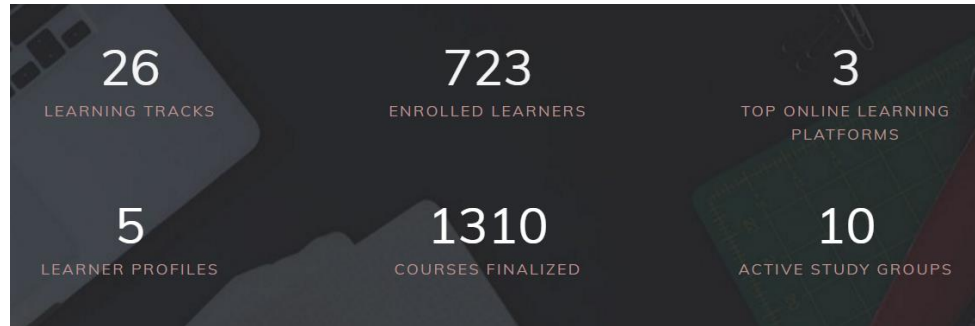 26
LEARNING TRACKS
723
ENROLLED LEARNERS
3
TOP ONLINE LEARNING
PLATFORMS
5
LEARNER PROFILES
1310
COURSES FINALIZED
10
ACTIVE STUDY GROUPS